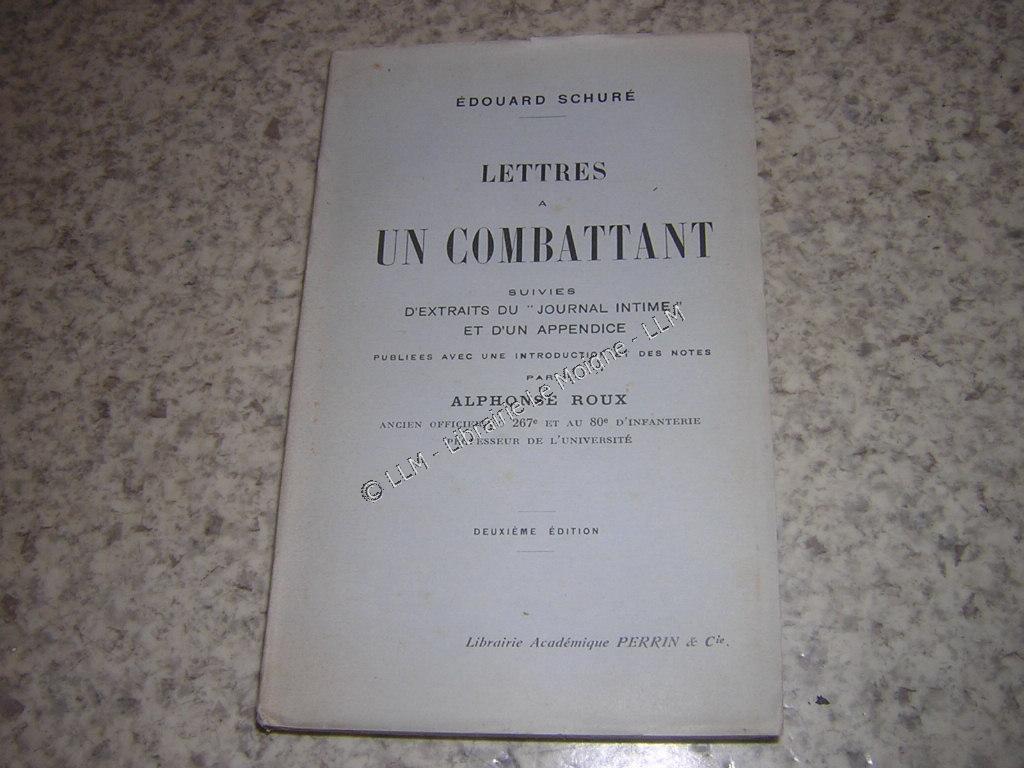 ÉDOUARD SCHURÉ
LETTRES
A
UN COMBATTANT
SUIVIES
D'EXTRAITS DU "JOURNAL INTIME"
ET D'UN APPENDICE
PUBLIEES AVEC UNE INTRODUCTION ET DES NOTES
PAR
ALPHONSE ROUX
ANCIEN OFFICIER 267e ET AU 80e D'INFANTERIE
PROFESSEUR DE L'UNIVERSITÉ
© LLM - Librairie Le Moigne - LLM
DEUXIÈME ÉDITION
Librairie Académique PERRIN & Cie.